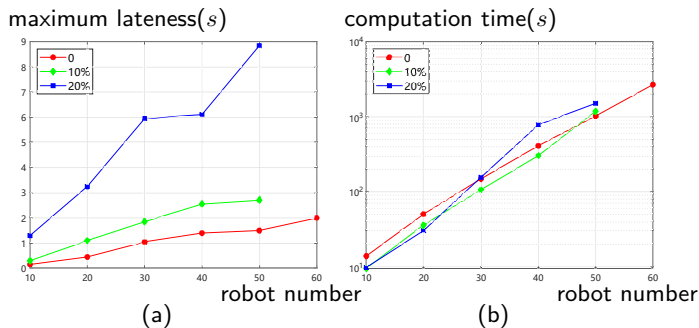 maximum lateness(s)
9
8
7
6
5
4
3
2
1
0
0
10%
20%
10 20 30 40 50 60
robot number
(a)
computation time(s)
10^4
10^3
10^2
10^1
0
10%
20%
10 20 30 40 50 60
robot number
(b)